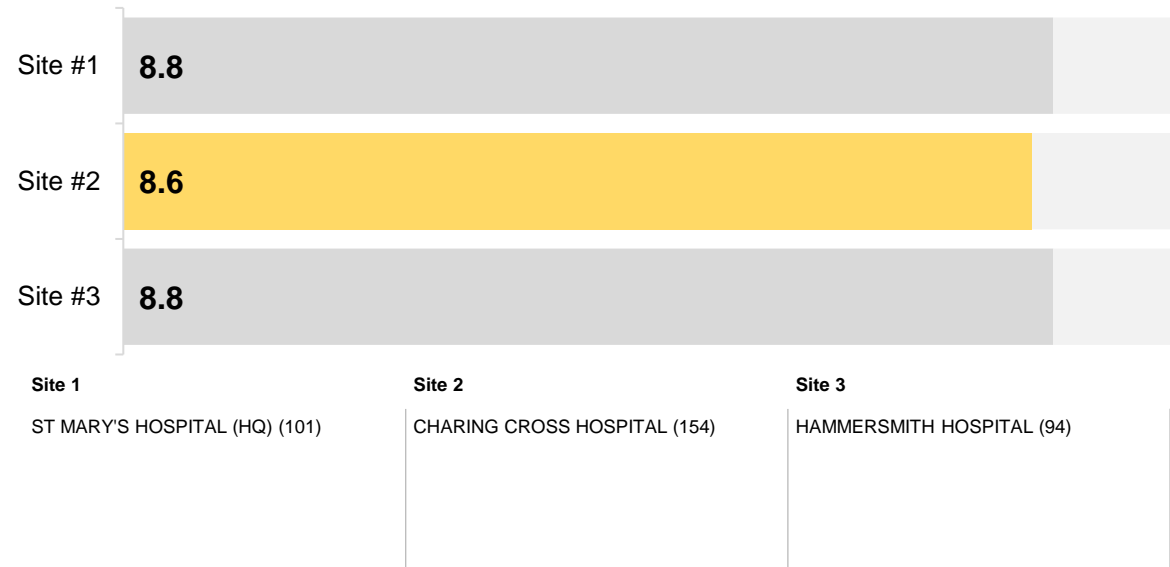 Site #1 8.8
Site #2 8.6
Site #3 8.8
Site 1 Site 2 Site 3
ST MARY'S HOSPITAL (HQ) (101) CHARING CROSS HOSPITAL (154) HAMMERSMITH HOSPITAL (94)